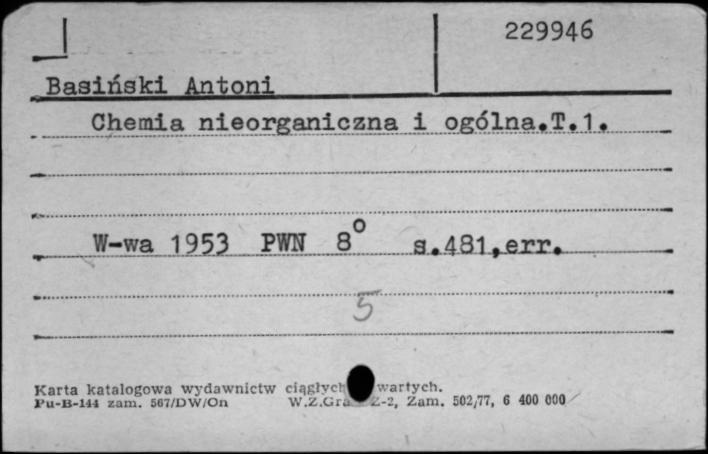 229946
Basiński Antoni
Chemia nieorganiczna i ogólna.T.1.
W-wa 1953 PWN 8° s.481,err.
5
Karta katalogowa wydawnictw ciągłych wartych.
Pu-B-144 zam. 567/DW/On W.Z.Gra Z-2, Zam. 502/77, 6 400 000